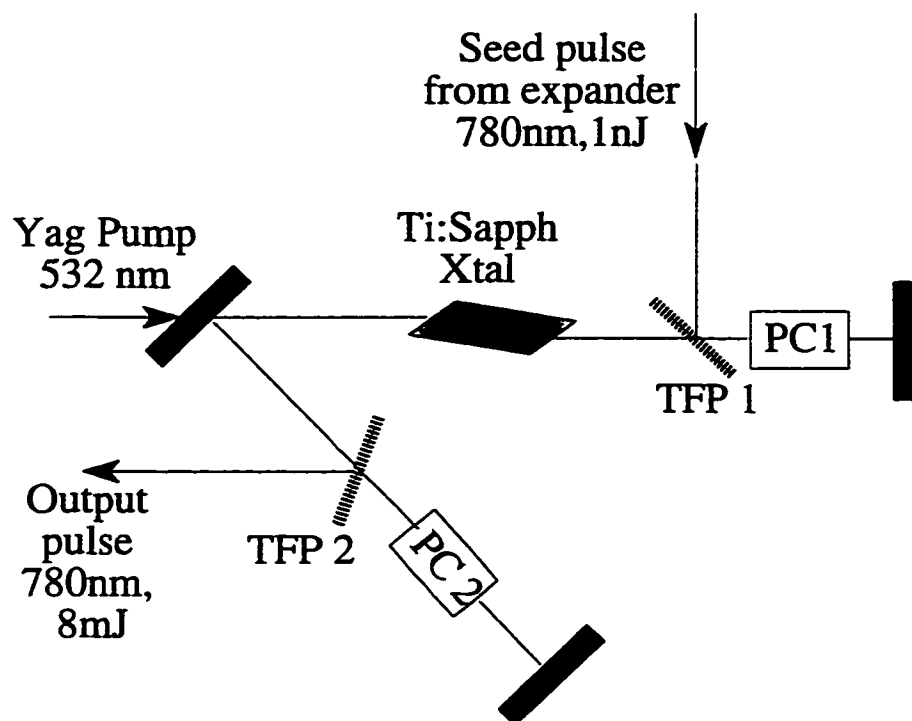 Seed pulse
from expander
780nm, 1nJ
Yag Pump
532 nm
Ti:Sapph
Xtal
PC1
TFP 1
Output
pulse
780nm,
8mJ
TFP 2
PC 2